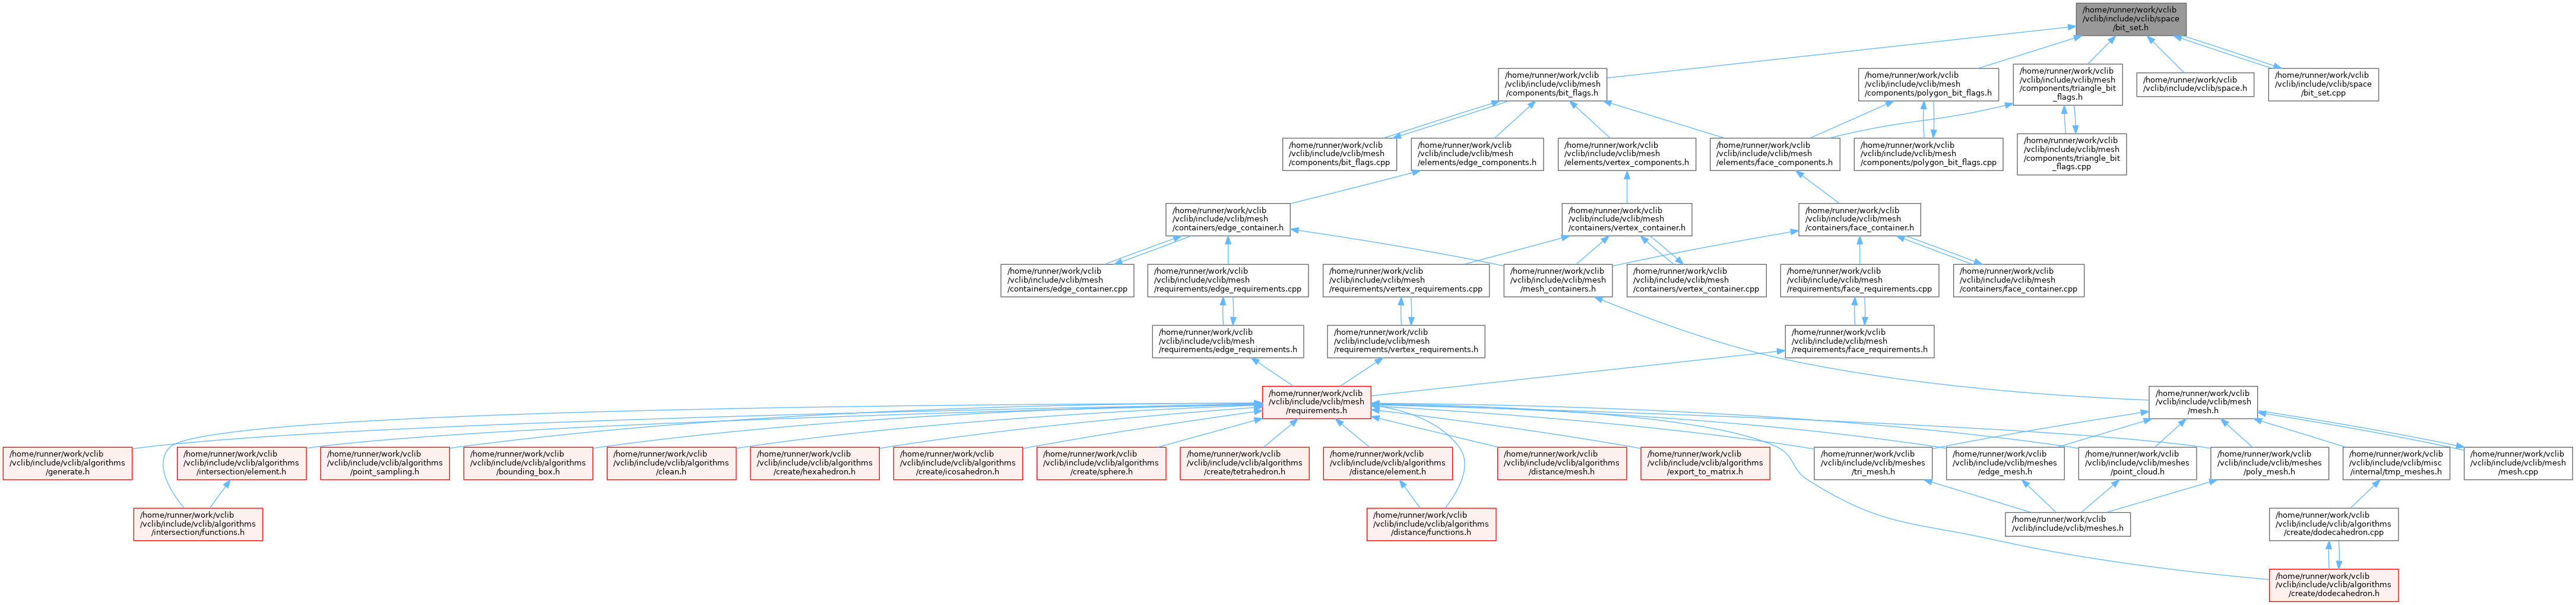 /home/runner/work/vclib
/vclib/include/vclib/space
/bit_set.h
/home/runner/work/vclib
/vclib/include/vclib/mesh
/components/bit_flags.h
/home/runner/work/vclib
/vclib/include/vclib/mesh
/components/polygon_bit_flags.h
/home/runner/work/vclib
/vclib/include/vclib/mesh
/components/triangle_bit
_flags.h
/home/runner/work/vclib
/vclib/include/vclib/space.h
/home/runner/work/vclib
/vclib/include/vclib/space
/bit_set.cpp
/home/runner/work/vclib
/vclib/include/vclib/mesh
/components/bit_flags.cpp
/home/runner/work/vclib
/vclib/include/vclib/mesh
/elements/edge_components.h
/home/runner/work/vclib
/vclib/include/vclib/mesh
/elements/vertex_components.h
/home/runner/work/vclib
/vclib/include/vclib/mesh
/elements/face_components.h
/home/runner/work/vclib
/vclib/include/vclib/mesh
/components/polygon_bit_flags.cpp
/home/runner/work/vclib
/vclib/include/vclib/mesh
/components/triangle_bit
_flags.cpp
/home/runner/work/vclib
/vclib/include/vclib/mesh
/containers/edge_container.h
/home/runner/work/vclib
/vclib/include/vclib/mesh
/containers/vertex_container.h
/home/runner/work/vclib
/vclib/include/vclib/mesh
/containers/face_container.h
/home/runner/work/vclib
/vclib/include/vclib/mesh
/containers/edge_container.cpp
/home/runner/work/vclib
/vclib/include/vclib/mesh
/requirements/edge_requirements.cpp
/home/runner/work/vclib
/vclib/include/vclib/mesh
/requirements/vertex_requirements.cpp
/home/runner/work/vclib
/vclib/include/vclib/mesh
/mesh_containers.h
/home/runner/work/vclib
/vclib/include/vclib/mesh
/containers/vertex_container.cpp
/home/runner/work/vclib
/vclib/include/vclib/mesh
/requirements/face_requirements.cpp
/home/runner/work/vclib
/vclib/include/vclib/mesh
/containers/face_container.cpp
/home/runner/work/vclib
/vclib/include/vclib/mesh
/requirements/edge_requirements.h
/home/runner/work/vclib
/vclib/include/vclib/mesh
/requirements/vertex_requirements.h
/home/runner/work/vclib
/vclib/include/vclib/mesh
/requirements/face_requirements.h
/home/runner/work/vclib
/vclib/include/vclib/mesh
/requirements.h
/home/runner/work/vclib
/vclib/include/vclib/mesh
/mesh.h
/home/runner/work/vclib
/vclib/include/vclib/algorithms
/generate.h
/home/runner/work/vclib
/vclib/include/vclib/algorithms
/intersection/element.h
/home/runner/work/vclib
/vclib/include/vclib/algorithms
/point_sampling.h
/home/runner/work/vclib
/vclib/include/vclib/algorithms
/bounding_box.h
/home/runner/work/vclib
/vclib/include/vclib/algorithms
/clean.h
/home/runner/work/vclib
/vclib/include/vclib/algorithms
/create/hexahedron.h
/home/runner/work/vclib
/vclib/include/vclib/algorithms
/create/icosahedron.h
/home/runner/work/vclib
/vclib/include/vclib/algorithms
/create/sphere.h
/home/runner/work/vclib
/vclib/include/vclib/algorithms
/create/tetrahedron.h
/home/runner/work/vclib
/vclib/include/vclib/algorithms
/distance/element.h
/home/runner/work/vclib
/vclib/include/vclib/algorithms
/distance/mesh.h
/home/runner/work/vclib
/vclib/include/vclib/algorithms
/export_to_matrix.h
/home/runner/work/vclib
/vclib/include/vclib/meshes
/tri_mesh.h
/home/runner/work/vclib
/vclib/include/vclib/meshes
/edge_mesh.h
/home/runner/work/vclib
/vclib/include/vclib/meshes
/point_cloud.h
/home/runner/work/vclib
/vclib/include/vclib/meshes
/poly_mesh.h
/home/runner/work/vclib
/vclib/include/vclib/misc
/internal/tmp_meshes.h
/home/runner/work/vclib
/vclib/include/vclib/mesh
/mesh.cpp
/home/runner/work/vclib
/vclib/include/vclib/algorithms
/intersection/functions.h
/home/runner/work/vclib
/vclib/include/vclib/algorithms
/distance/functions.h
/home/runner/work/vclib
/vclib/include/vclib/meshes.h
/home/runner/work/vclib
/vclib/include/vclib/algorithms
/create/dodecahedron.cpp
/home/runner/work/vclib
/vclib/include/vclib/algorithms
/create/dodecahedron.h